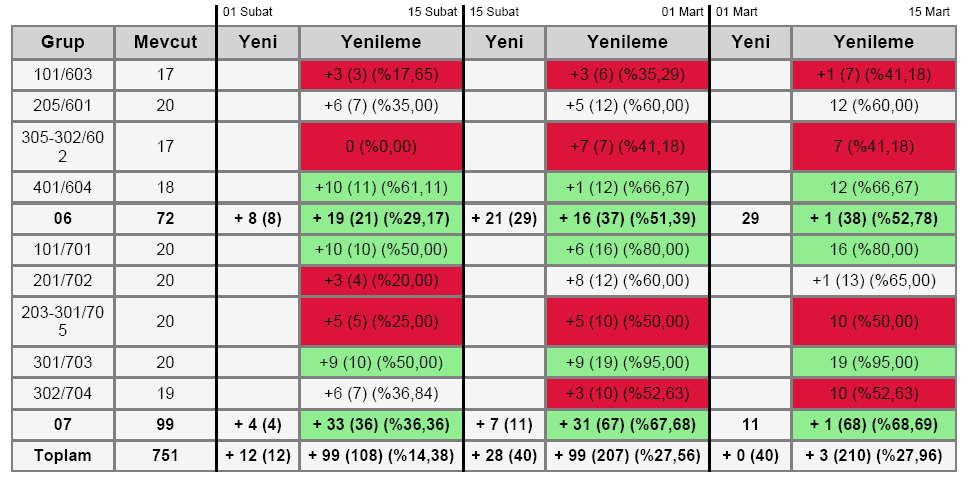 01 Subat 15 Subat 15 Subat 01 Mart 01 Mart 15 Mart
Grup Mevcut Yeni Yenileme Yeni Yenileme Yeni Yenileme
101/603 17 +3 (3) (%17,65) +3 (6) (%35,29) +1 (7) (%41,18)
205/601 20 +6 (7) (%35,00) +5 (12) (%60,00) 12 (%60,00)
305-302/60
2 17 0 (%0,00) +7 (7) (%41,18) 7 (%41,18)
401/604 18 +10 (11) (%61,11) +1 (12) (%66,67) 12 (%66,67)
06 72 + 8 (8) + 19 (21) (%29,17) + 21 (29) + 16 (37) (%51,39) 29 + 1 (38) (%52,78)
101/701 20 +10 (10) (%50,00) +6 (16) (%80,00) 16 (%80,00)
201/702 20 +3 (4) (%20,00) +8 (12) (%60,00) +1 (13) (%65,00)
203-301/70
5 20 +5 (5) (%25,00) +5 (10) (%50,00) 10 (%50,00)
301/703 20 +9 (10) (%50,00) +9 (19) (%95,00) 19 (%95,00)
302/704 19 +6 (7) (%36,84) +3 (10) (%52,63) 10 (%52,63)
07 99 + 4 (4) + 33 (36) (%36,36) + 7 (11) + 31 (67) (%67,68) 11 + 1 (68) (%68,69)
Toplam 751 + 12 (12) + 99 (108) (%14,38) + 28 (40) + 99 (207) (%27,56) + 0 (40) + 3 (210) (%27,96)